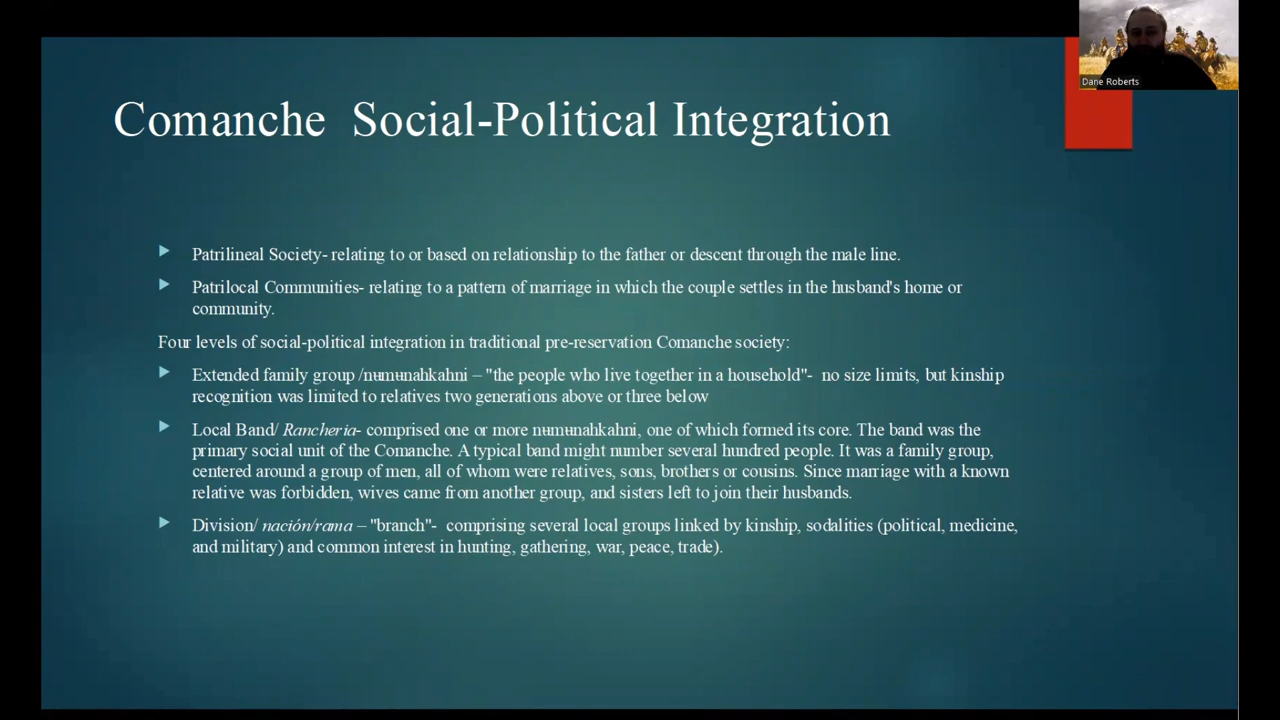 Dane Roberts
Comanche Social-Political Integration
Patrilineal Society- relating to or based on relationship to the father or descent through the male line.
Patrilocal Communities- relating to a pattern of marriage in which the couple settles in the husband's home or
community.
Four levels of social-political integration in traditional pre-reservation Comanche society:
Extended family group /nʉmʉnahkahni – "the people who live together in a household"- no size limits, but kinship
recognition was limited to relatives two generations above or three below
Local Band/ Rancheria- comprised one or more nʉmʉnahkahni, one of which formed its core. The band was the
primary social unit of the Comanche. A typical band might number several hundred people. It was a family group,
centered around a group of men, all of whom were relatives, sons, brothers or cousins. Since marriage with a known
relative was forbidden, wives came from another group, and sisters left to join their husbands.
Division/ nación/rama – "branch"- comprising several local groups linked by kinship, sodalities (political, medicine,
and military) and common interest in hunting, gathering, war, peace, trade).